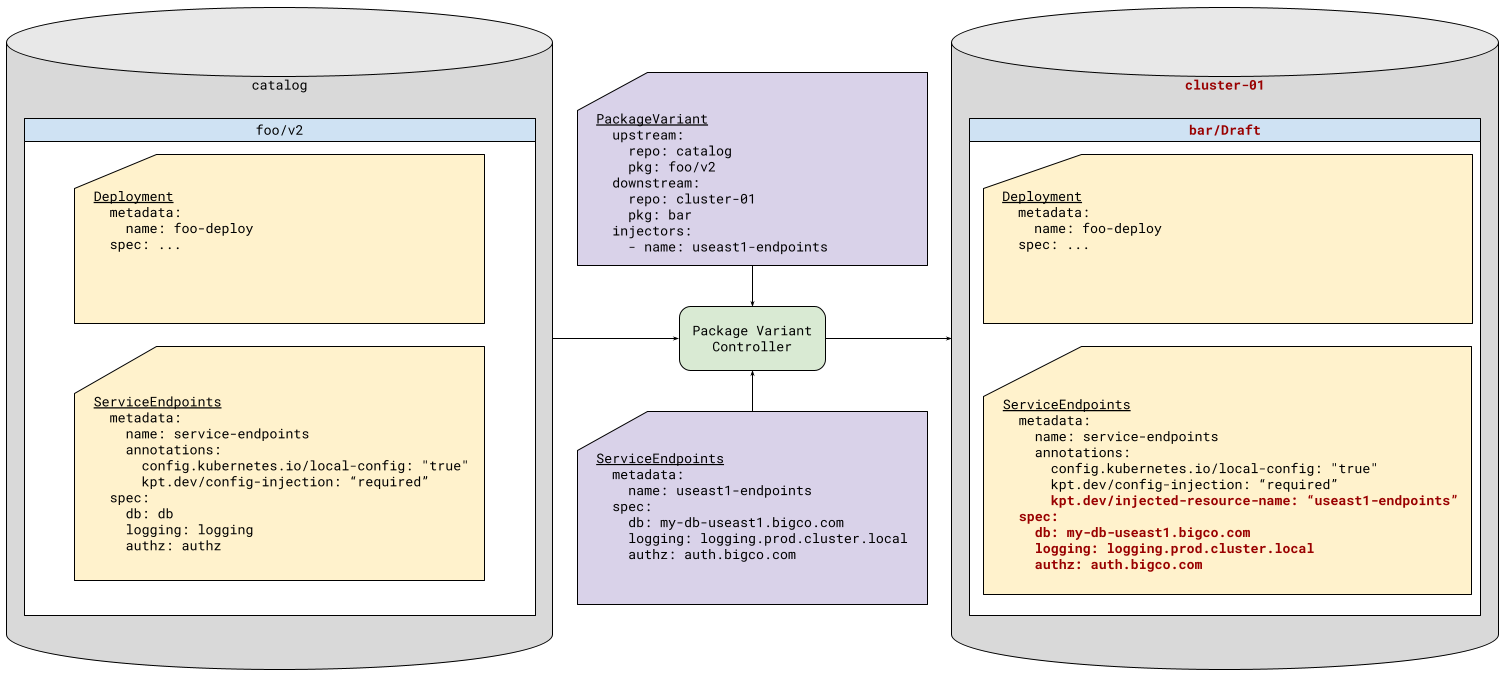 catalog
foo/v2
Deployment
  metadata:
    name: foo-deploy
  spec: ...
ServiceEndpoints
  metadata:
    name: service-endpoints
    annotations:
      config.kubernetes.io/local-config: "true"
      kpt.dev/config-injection: “required”
  spec:
    db: db
    logging: logging
    authz: authz
PackageVariant
  upstream:
    repo: catalog
    pkg: foo/v2
  downstream:
    repo: cluster-01
    pkg: bar
  injectors:
    - name: useast1-endpoints
Package Variant
Controller
ServiceEndpoints
  metadata:
    name: useast1-endpoints
  spec:
    db: my-db-useast1.bigco.com
    logging: logging.prod.cluster.local
    authz: auth.bigco.com
cluster-01
bar/Draft
Deployment
  metadata:
    name: foo-deploy
  spec: ...
ServiceEndpoints
  metadata:
    name: service-endpoints
    annotations:
      config.kubernetes.io/local-config: "true"
      kpt.dev/config-injection: “required”
      kpt.dev/injected-resource-name: “useast1-endpoints”
  spec:
    db: my-db-useast1.bigco.com
    logging: logging.prod.cluster.local
    authz: auth.bigco.com